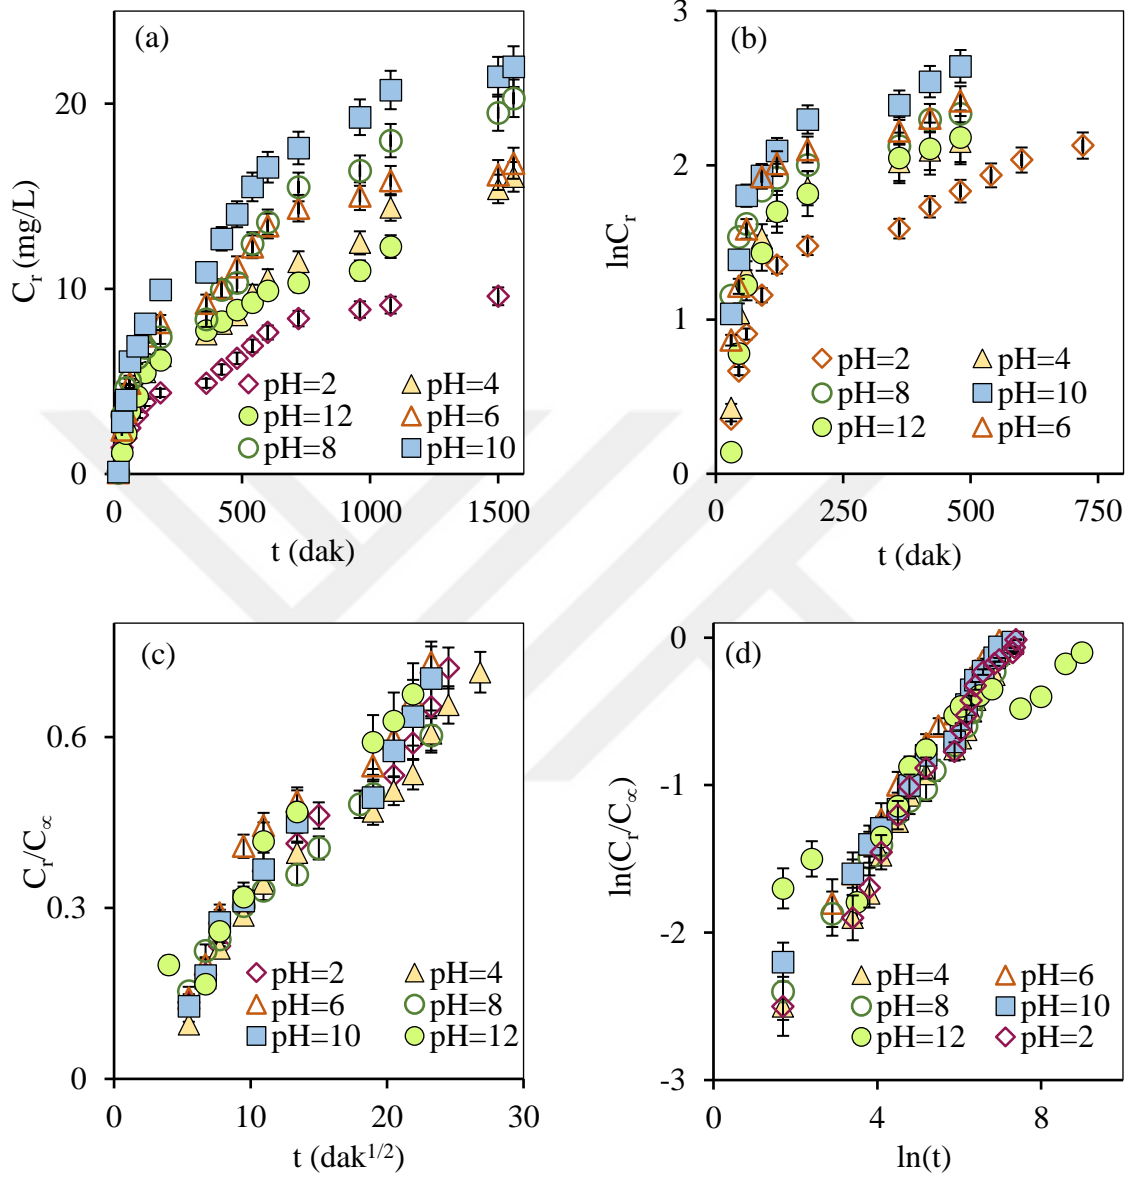 (a)
C_r (mg/L)
20
10
0
0 500 1000 1500
t (dak)
pH=2 pH=4
pH=12 pH=6
pH=8 pH=10
(b)
lnC_r
3
2
1
0
0 250 500 750
t (dak)
pH=2 pH=4
pH=8 pH=10
pH=12 pH=6
(c)
C_r/C_∞
0.6
0.3
0
0 10 20 30
t (dak^{1/2})
pH=2 pH=4
pH=6 pH=8
pH=10 pH=12
(d)
ln(C_r/C_∞)
0
-1
-2
-3
0 4 8
ln(t)
pH=4 pH=6
pH=8 pH=10
pH=12 pH=2